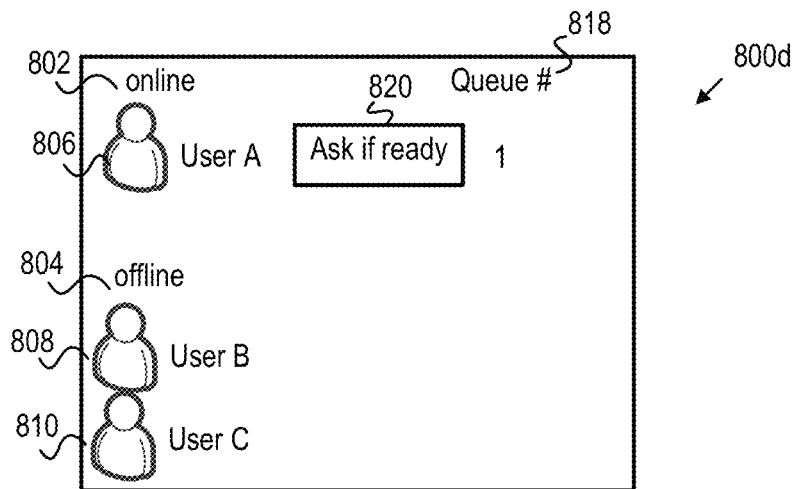 818
802
online
Queue #
800d
820
806
User A
Ask if ready
1
804
offline
808
User B
810
User C